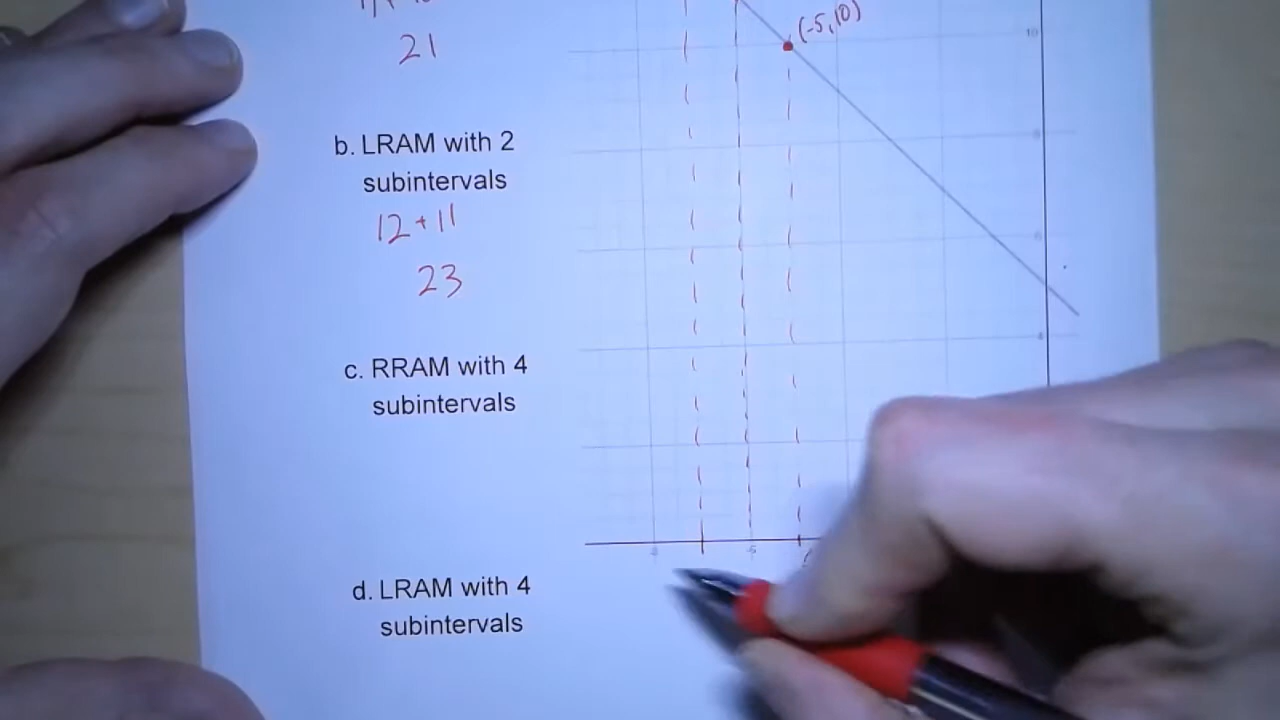 21
(-5,10)
10
b. LRAM with 2
subintervals
12+11
23
8
6
c. RRAM with 4
subintervals
4
-6
d. LRAM with 4
subintervals